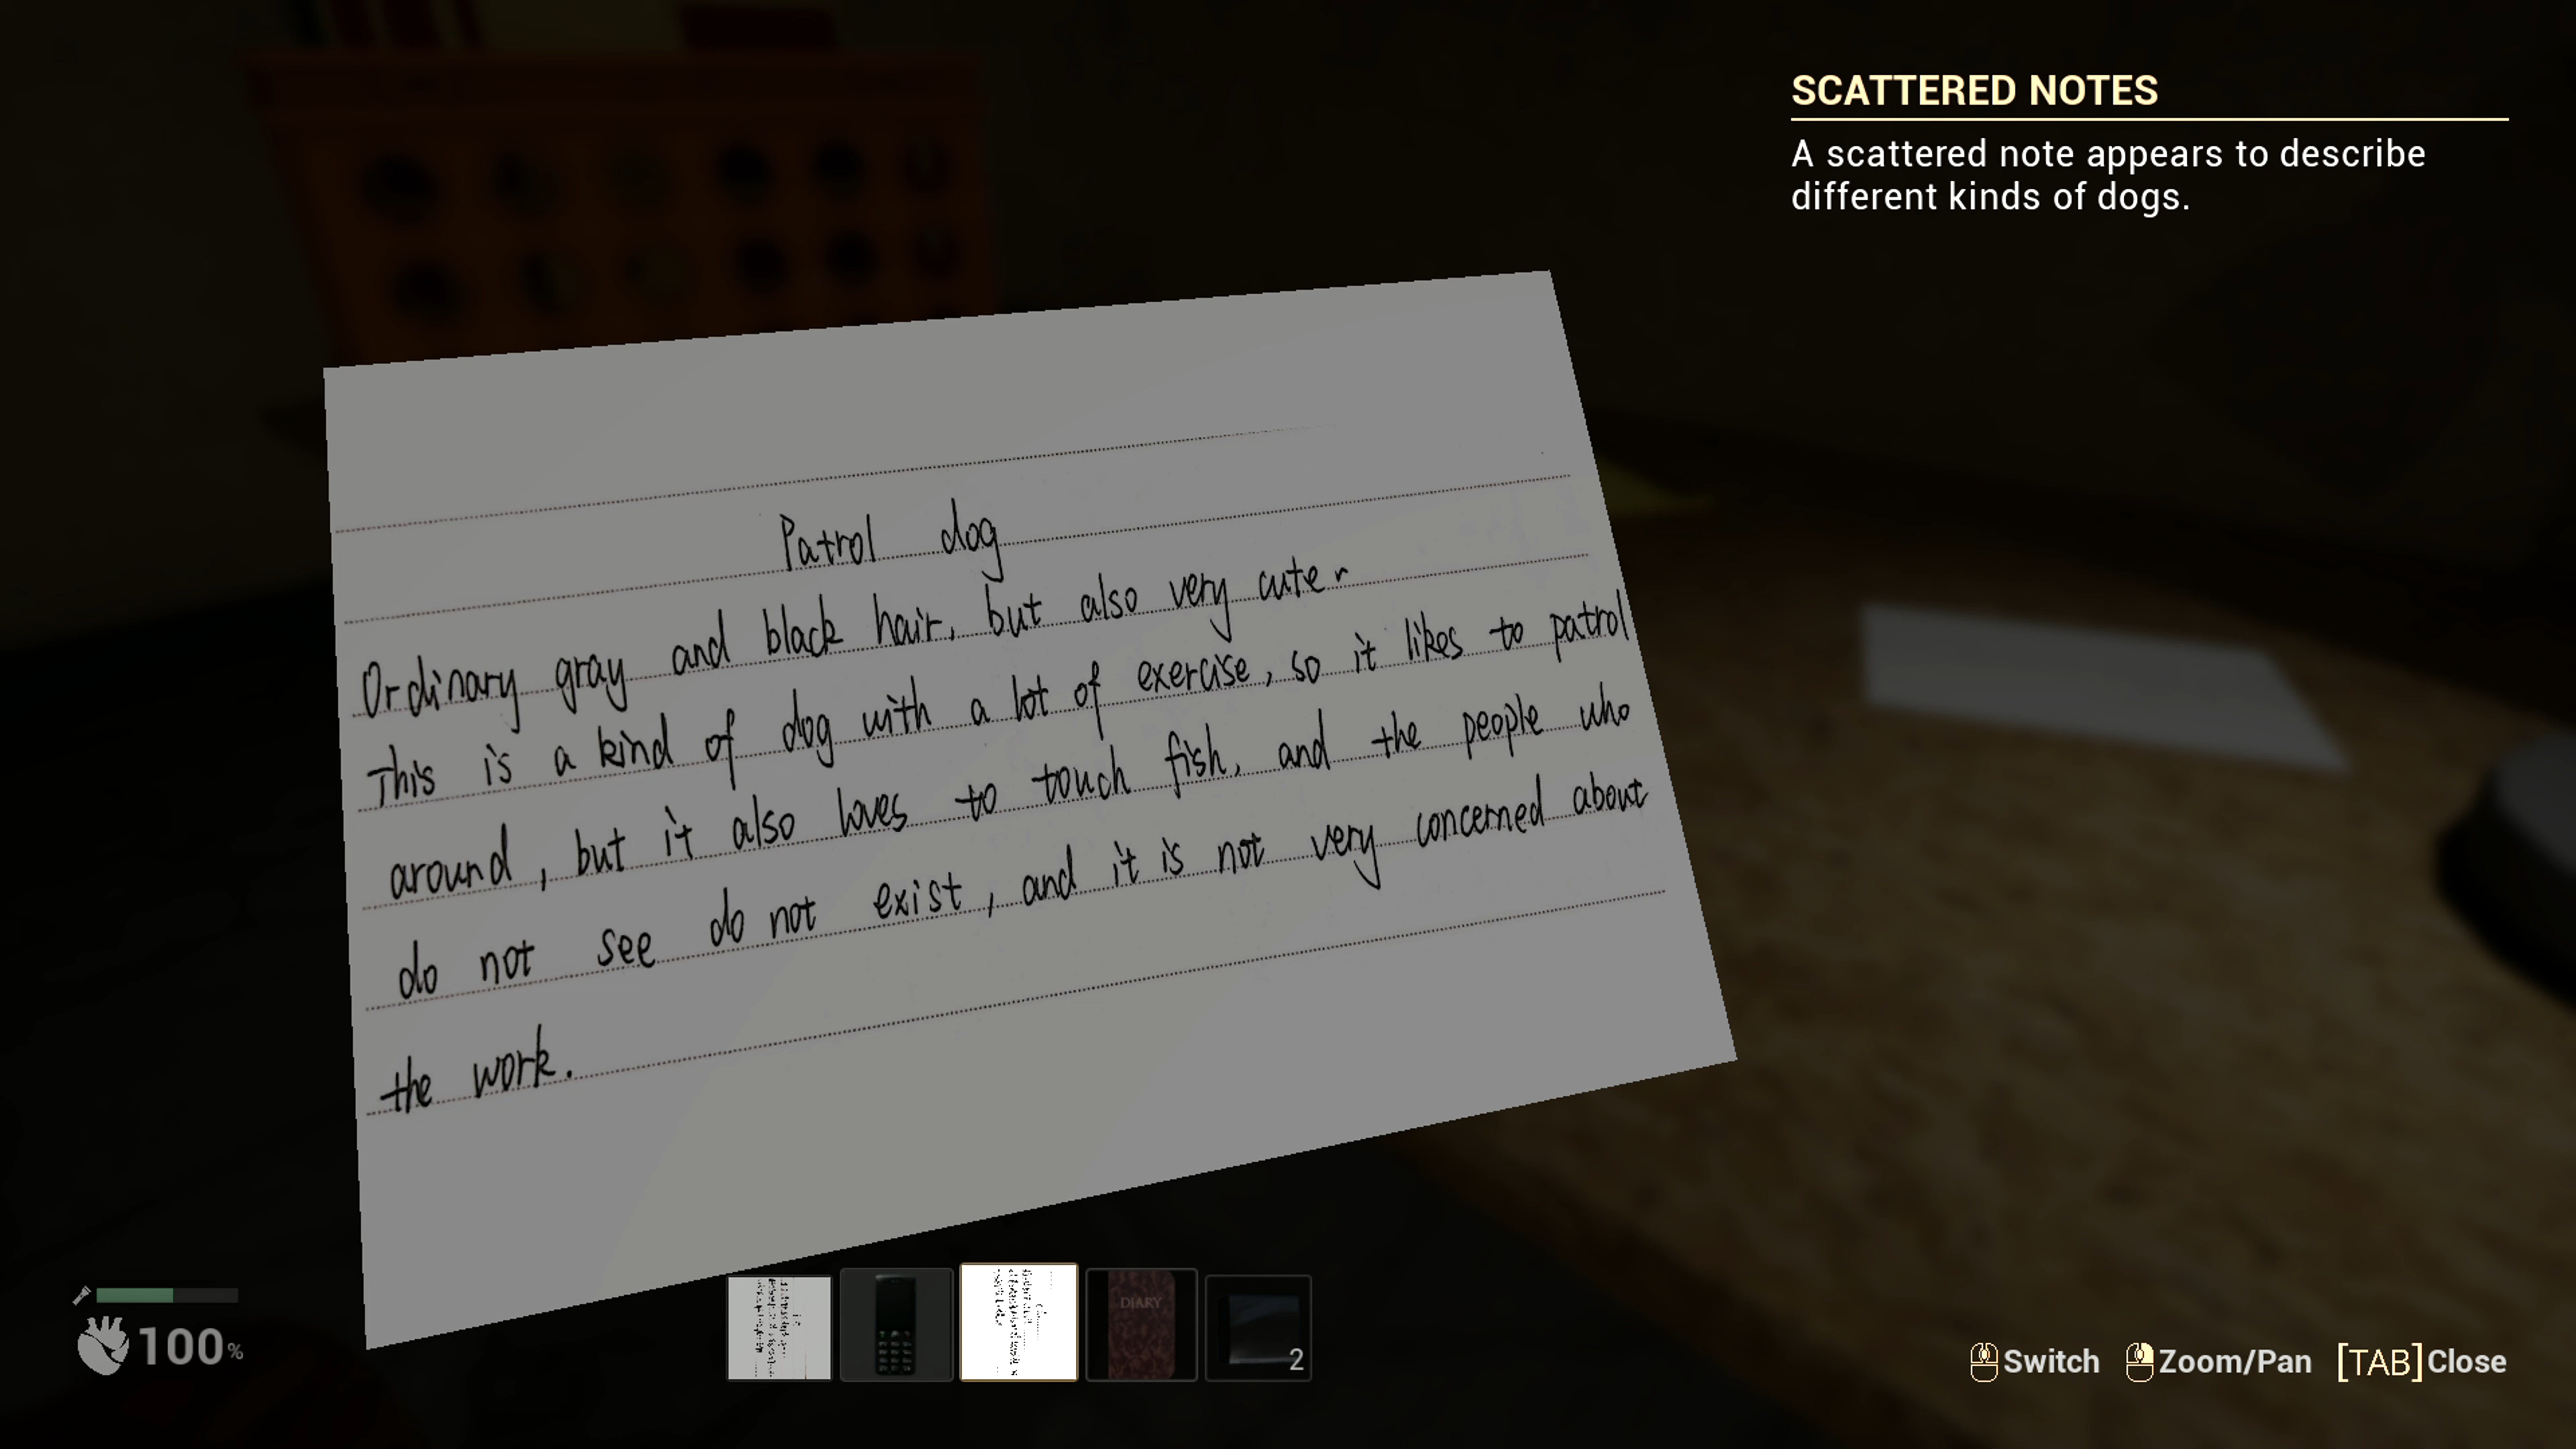 SCATTERED NOTES
A scattered note appears to describe
different kinds of dogs.
Patrol dog
Ordinary gray and black hair, but also very cute.
This is a kind of dog with a lot of exercise, so it likes to patrol
around, but it also loves to touch fish, and the people who
do not see do not exist, and it is not very concerned about
the work.
DIARY
2
100%
Switch
Zoom/Pan
[TAB]Close